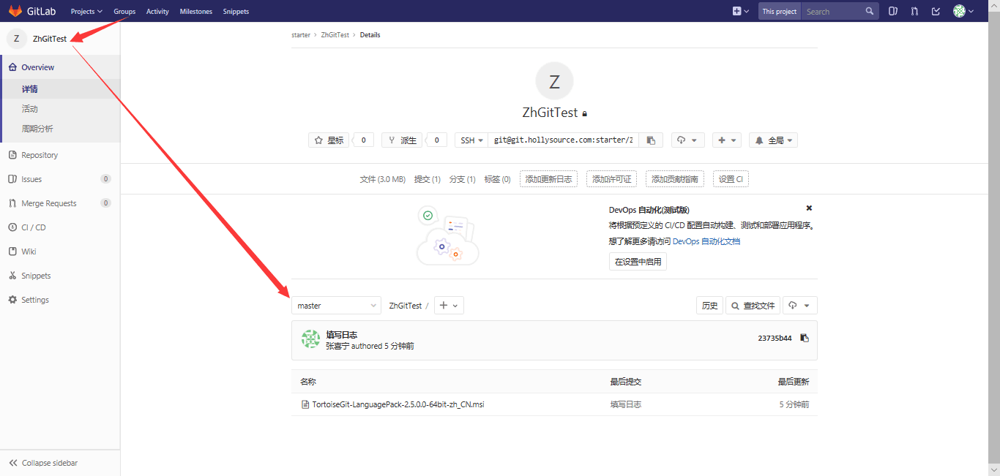 GitLab Projects Groups Activity Milestones Snippets This project Search
Z ZhGitTest
starter > ZhGitTest > Details
Overview
详情
活动
周期分析
Repository
Issues 0
Merge Requests 0
CI / CD
Wiki
Snippets
Settings
Collapse sidebar
Z
ZhGitTest
星标 0 派生 0 SSH git@git.hollysource.com:starter/Z 全局
文件 (3.0 MB) 提交 (1) 分支 (1) 标签 (0) 添加更新日志 添加许可证 添加贡献指南 设置 CI
DevOps 自动化(测试版)
将根据预定义的 CI/CD 配置自动构建、测试和部署应用程序。
想了解更多请访问 DevOps 自动化文档
在设置中启用
master ZhGitTest / 历史 查找文件
填写日志
张喜宁 authored 5 分钟前
23735b44
名称 最后提交 最后更新
TortoiseGit-LanguagePack-2.5.0.0-64bit-zh_CN.msi 填写日志 5 分钟前